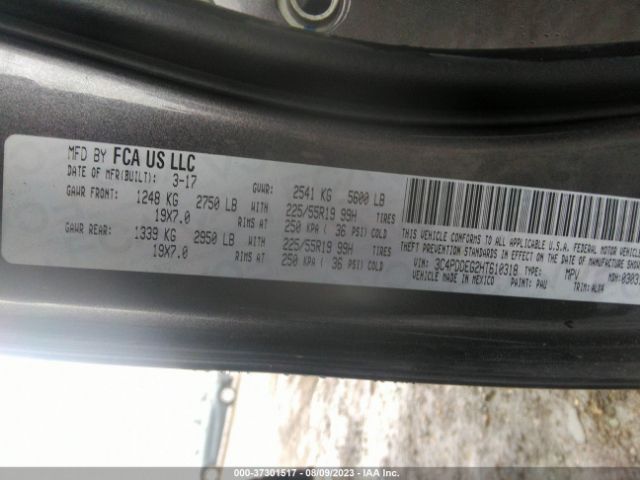 MFD BY FCA US LLC
DATE OF MFR(BUILT): 3-17 GVWR: 2541 KG 5600 LB
GAWR FRONT: 1248 KG 2750 LB WITH 225/55R19 99H TIRES
19X7.0 RIMS AT 250 KPA ( 36 PSI) COLD
GAWR REAR: 1339 KG 2950 LB WITH 225/55R19 99H TIRES
19X7.0 RIMS AT 250 KPA ( 36 PSI) COLD
THIS VEHICLE CONFORMS TO ALL APPLICABLE U.S.A. FEDERAL MOTOR
THEFT PREVENTION STANDARDS IN EFFECT ON THE DATE OF MANUFACTURE SHOWN
VIN: 3C4PDDEG2HT610318 TYPE: MPV MDH:0303
VEHICLE MADE IN MEXICO PAINT: PAU TRIM:
000-37301517 - 08/09/2023 - IAA Inc.